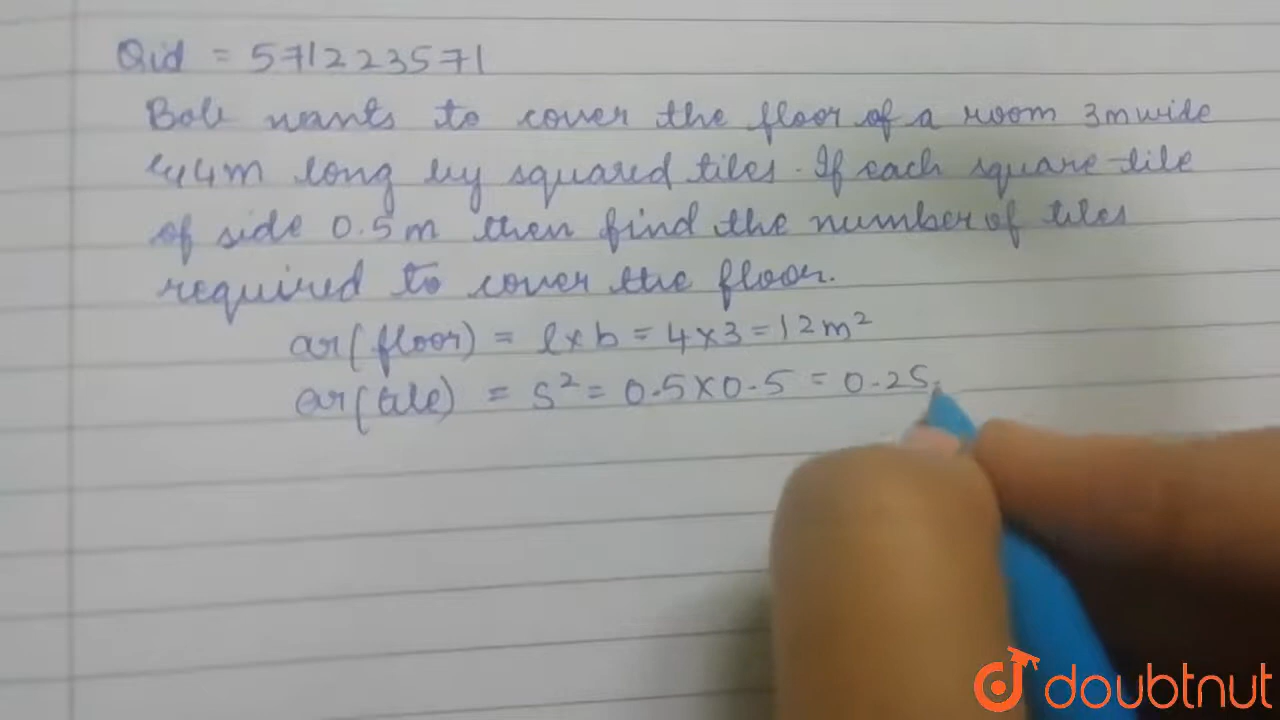 Qid = 571223571
Bob wants to cover the floor of a room 3m wide
& 4m long by squared tiles. If each square tile
of side 0.5m then find the number of tiles
required to cover the floor.
ar(floor) = l×b = 4×3 = 12m²
ar(tile) = S² = 0.5×0.5 = 0.25
doubtnut